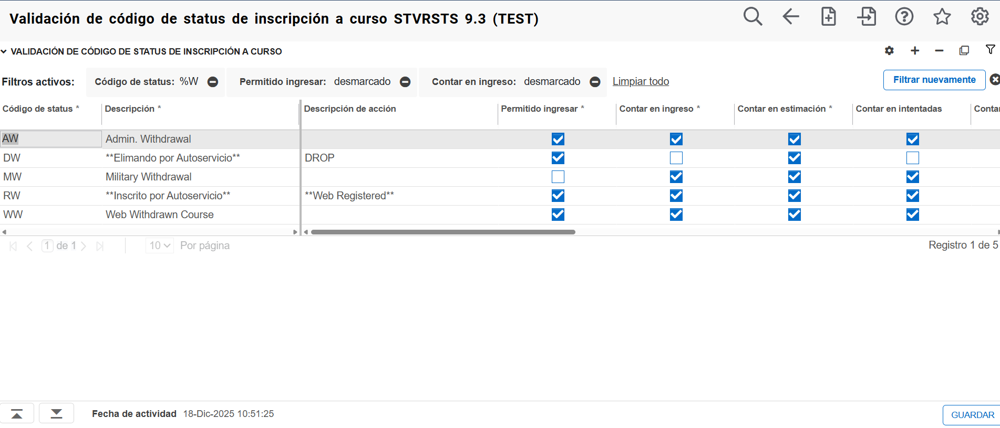 Validación de código de status de inscripción a curso STVRSTS 9.3 (TEST)
VALIDACIÓN DE CÓDIGO DE STATUS DE INSCRIPCIÓN A CURSO
Filtros activos: Código de status: %W Permitido ingresar: desmarcado Contar en ingreso: desmarcado Limpiar todo Filtrar nuevamente
Código de status * Descripción * Descripción de acción Permitido ingresar * Contar en ingreso * Contar en estimación * Contar en intentadas Conta
AW Admin. Withdrawal
DW **Elimando por Autoservicio** DROP
MW Military Withdrawal
RW **Inscrito por Autoservicio** **Web Registered**
WW Web Withdrawn Course
1 de 1 10 Por página Registro 1 de 5
Fecha de actividad 18-Dic-2025 10:51:25 GUARDAR